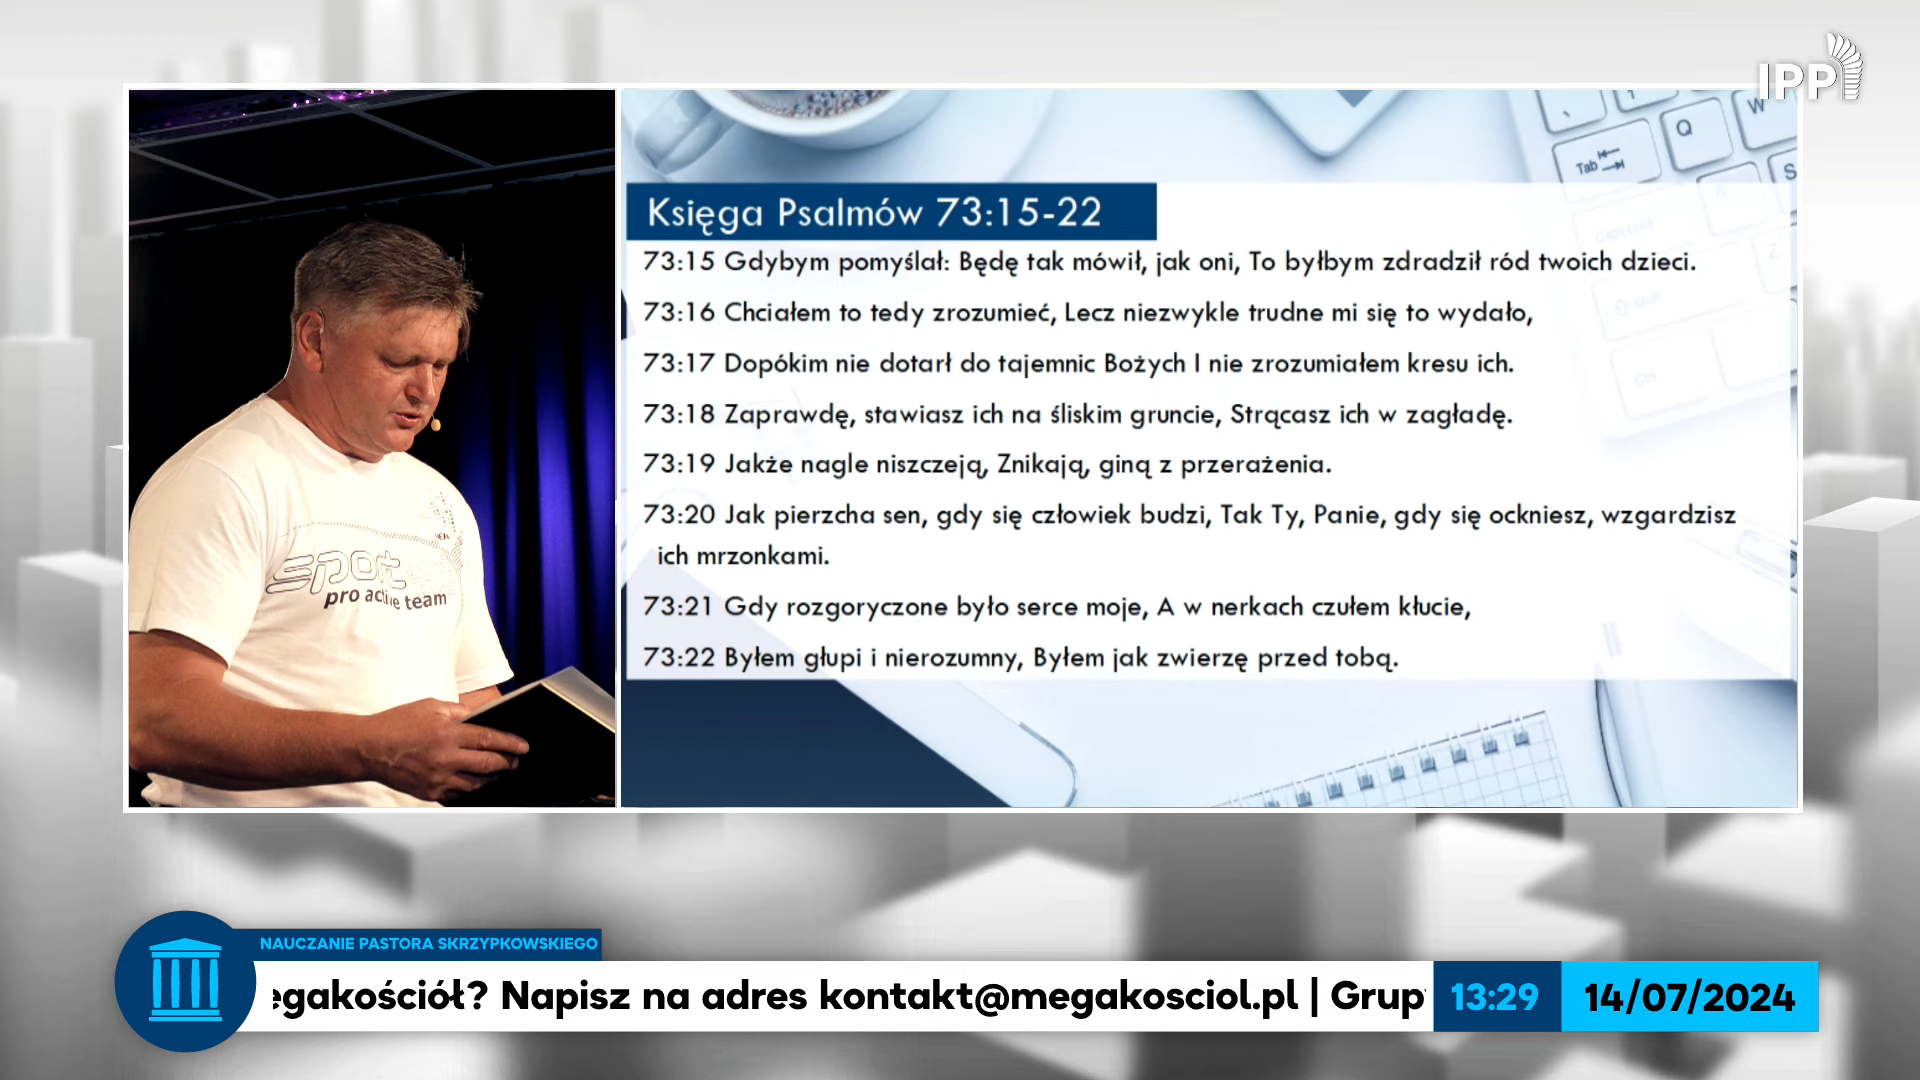 IPP
Księga Psalmów 73:15-22
73:15 Gdybym pomyślał: Będę tak mówił, jak oni, To byłbym zdradził ród twoich dzieci.
73:16 Chciałem to tedy zrozumieć, Lecz niezwykle trudne mi się to wydało,
73:17 Dopókim nie dotarł do tajemnic Bożych I nie zrozumiałem kresu ich.
73:18 Zaprawdę, stawiasz ich na śliskim gruncie, Strącasz ich w zagładę.
73:19 Jakże nagle niszczeją, Znikają, giną z przerażenia.
73:20 Jak pierzcha sen, gdy się człowiek budzi, Tak Ty, Panie, gdy się ockniesz, wzgardzisz
ich mrzonkami.
73:21 Gdy rozgoryczone było serce moje, A w nerkach czułem kłucie,
73:22 Byłem głupi i nierozumny, Byłem jak zwierzę przed tobą.
Tab
Q
W
S
A
Z
Caps Lock
Shift
Ctrl
sport
pro active team
NAUCZANIE PASTORA SKRZYPKOWSKIEGO
egakościół? Napisz na adres kontakt@megakosciol.pl | Grup
13:29
14/07/2024